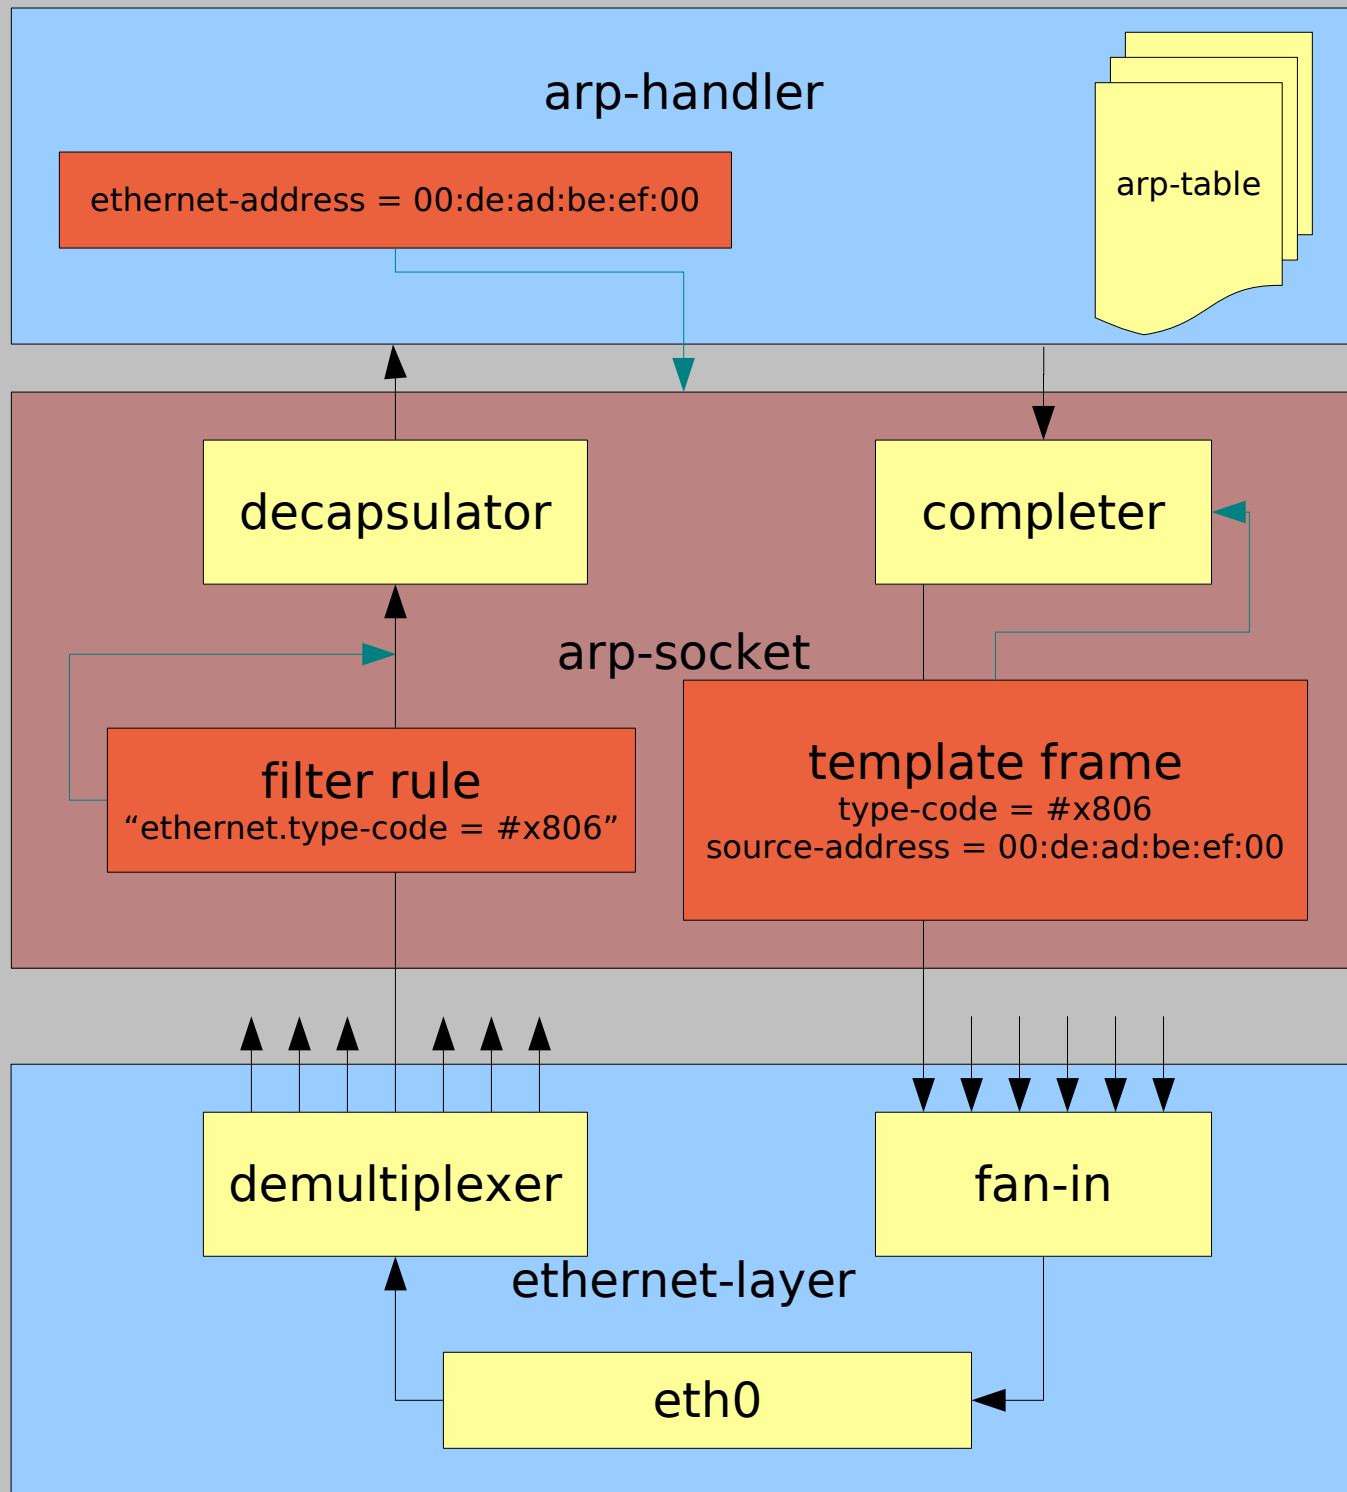 arp-handler
arp-table
ethernet-address = 00:de:ad:be:ef:00
decapsulator
completer
arp-socket
filter rule
“ethernet.type-code = #x806”
template frame
type-code = #x806
source-address = 00:de:ad:be:ef:00
demultiplexer
fan-in
ethernet-layer
eth0